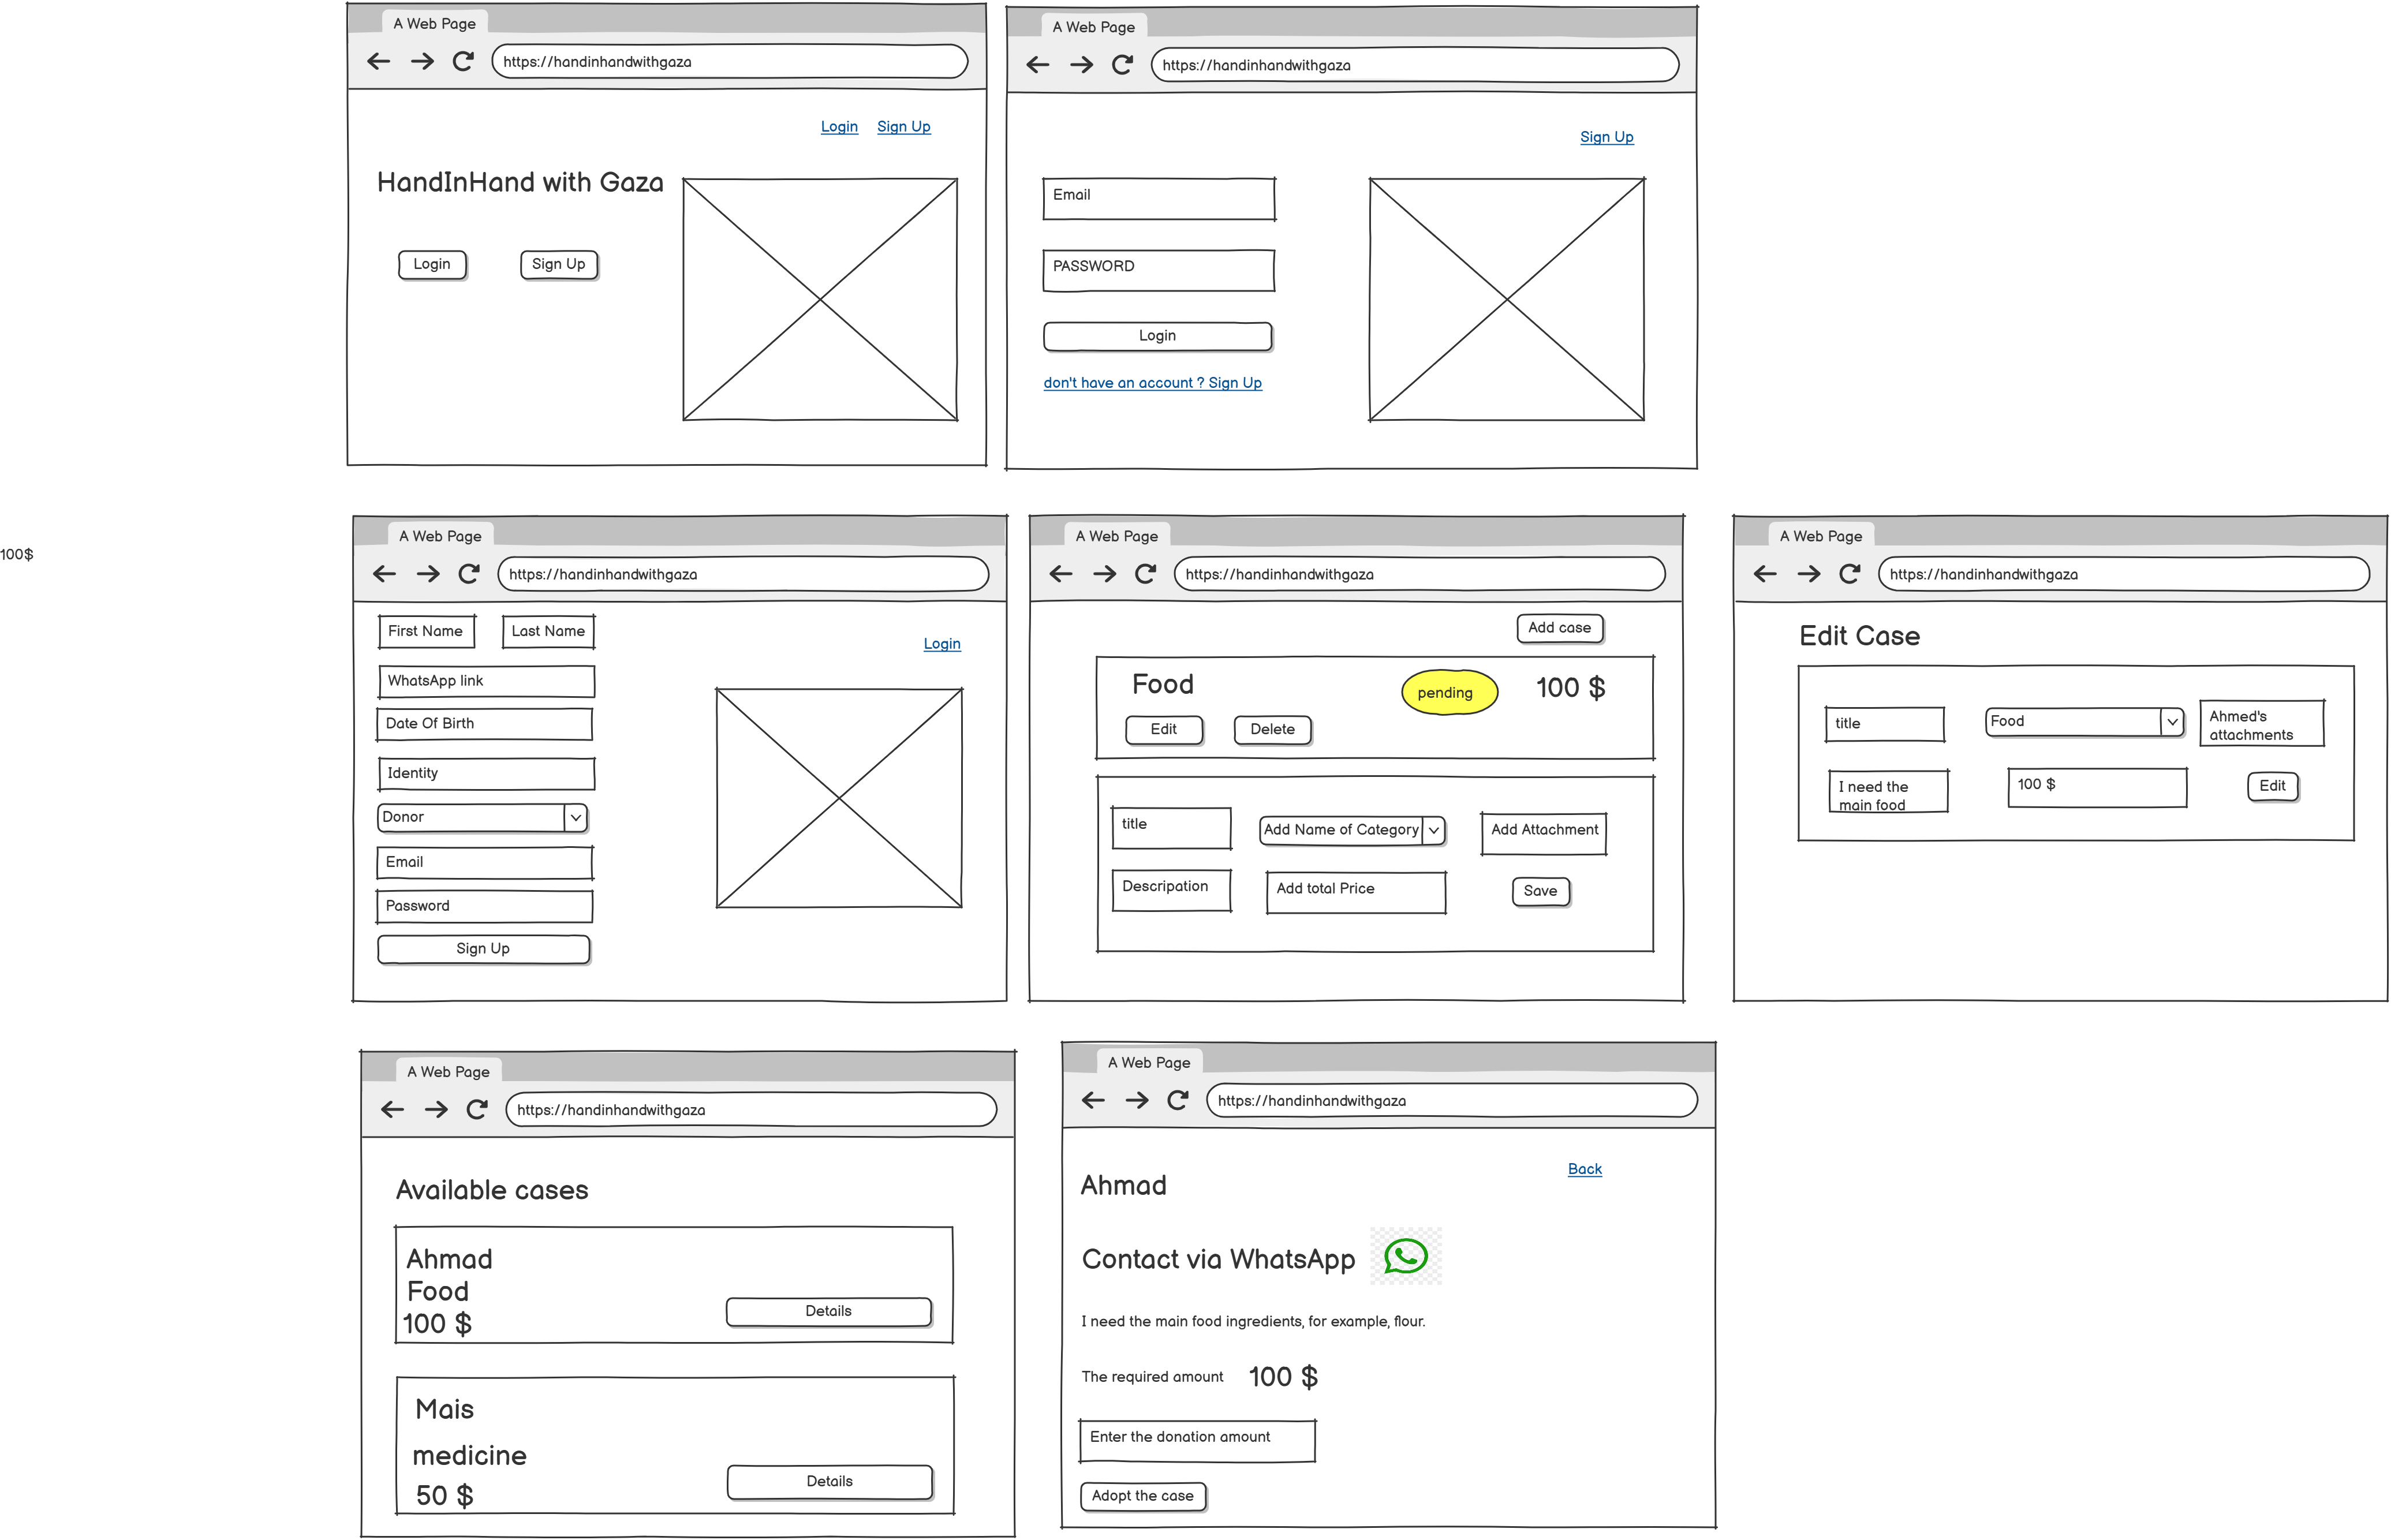 A Web Page
https://handinhandwithgaza
Login Sign Up
HandInHand with Gaza
Login Sign Up
A Web Page
https://handinhandwithgaza
Sign Up
Email
PASSWORD
Login
don't have an account ? Sign Up
100$
A Web Page
https://handinhandwithgaza
First Name Last Name
Login
WhatsApp link
Date Of Birth
Identity
Donor
Email
Password
Sign Up
A Web Page
https://handinhandwithgaza
Add case
Food pending 100 $
Edit Delete
title Add Name of Category Add Attachment
Descripation Add total Price Save
A Web Page
https://handinhandwithgaza
Edit Case
title Food Ahmed's
attachments
I need the
main food
100 $ Edit
A Web Page
https://handinhandwithgaza
Available cases
Ahmad
Food
100 $
Details
Mais
medicine
50 $
Details
A Web Page
https://handinhandwithgaza
Back
Ahmad
Contact via WhatsApp
I need the main food ingredients, for example, flour.
The required amount 100 $
Enter the donation amount
Adopt the case